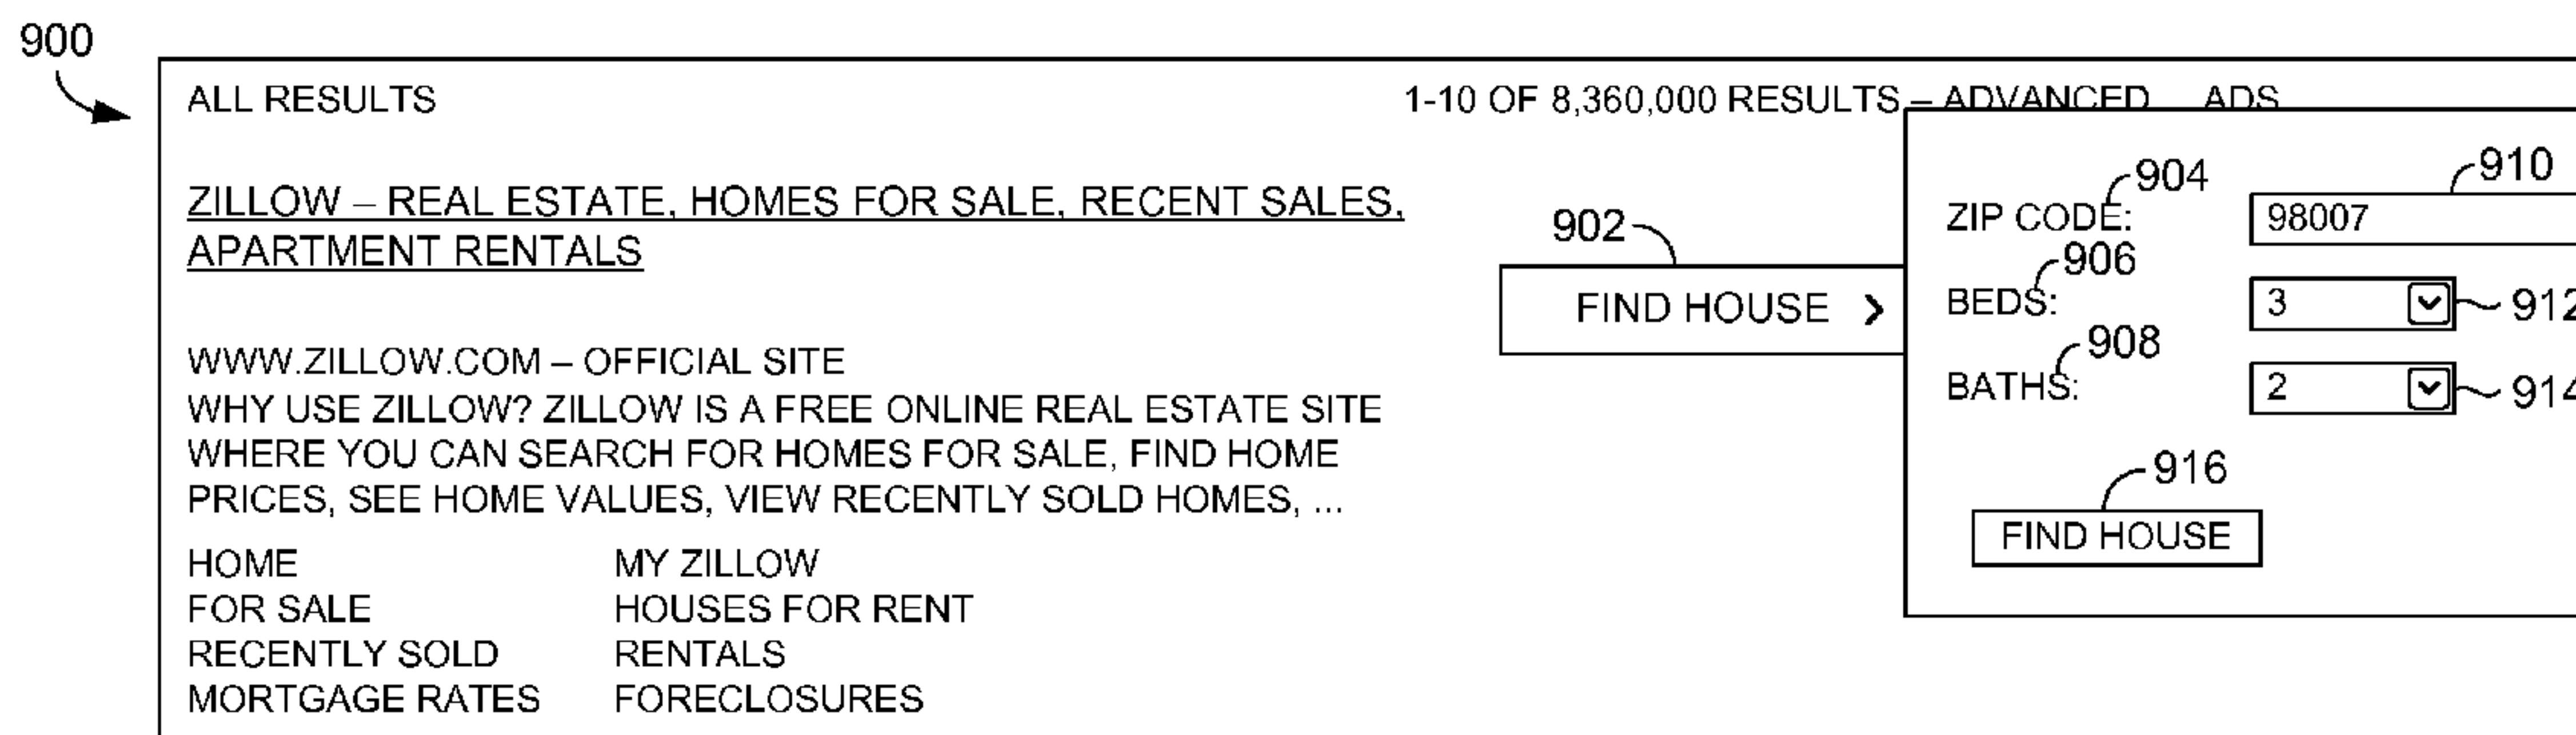 900
ALL RESULTS 1-10 OF 8,360,000 RESULTS – ADVANCED ADS
ZILLOW – REAL ESTATE, HOMES FOR SALE, RECENT SALES,
APARTMENT RENTALS
WWW.ZILLOW.COM – OFFICIAL SITE
WHY USE ZILLOW? ZILLOW IS A FREE ONLINE REAL ESTATE SITE
WHERE YOU CAN SEARCH FOR HOMES FOR SALE, FIND HOME
PRICES, SEE HOME VALUES, VIEW RECENTLY SOLD HOMES, ...
HOME MY ZILLOW
FOR SALE HOUSES FOR RENT
RECENTLY SOLD RENTALS
MORTGAGE RATES FORECLOSURES
902
FIND HOUSE >
904 910
ZIP CODE: 98007
906
BEDS: 3 912
908
BATHS: 2 914
916
FIND HOUSE